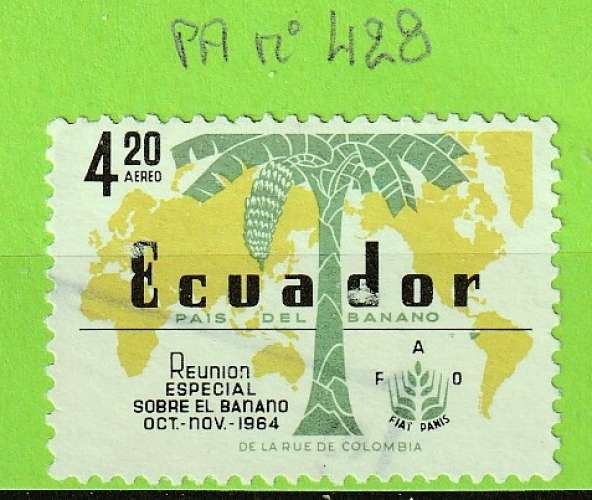 PA n° 428
4 20
AEREO
Ecuador
PAIS DEL BANANO
REUNION
ESPECIAL
SOBRE EL BANANO
OCT.-NOV.-1964
F A O
FIAT PANIS
DE LA RUE DE COLOMBIA